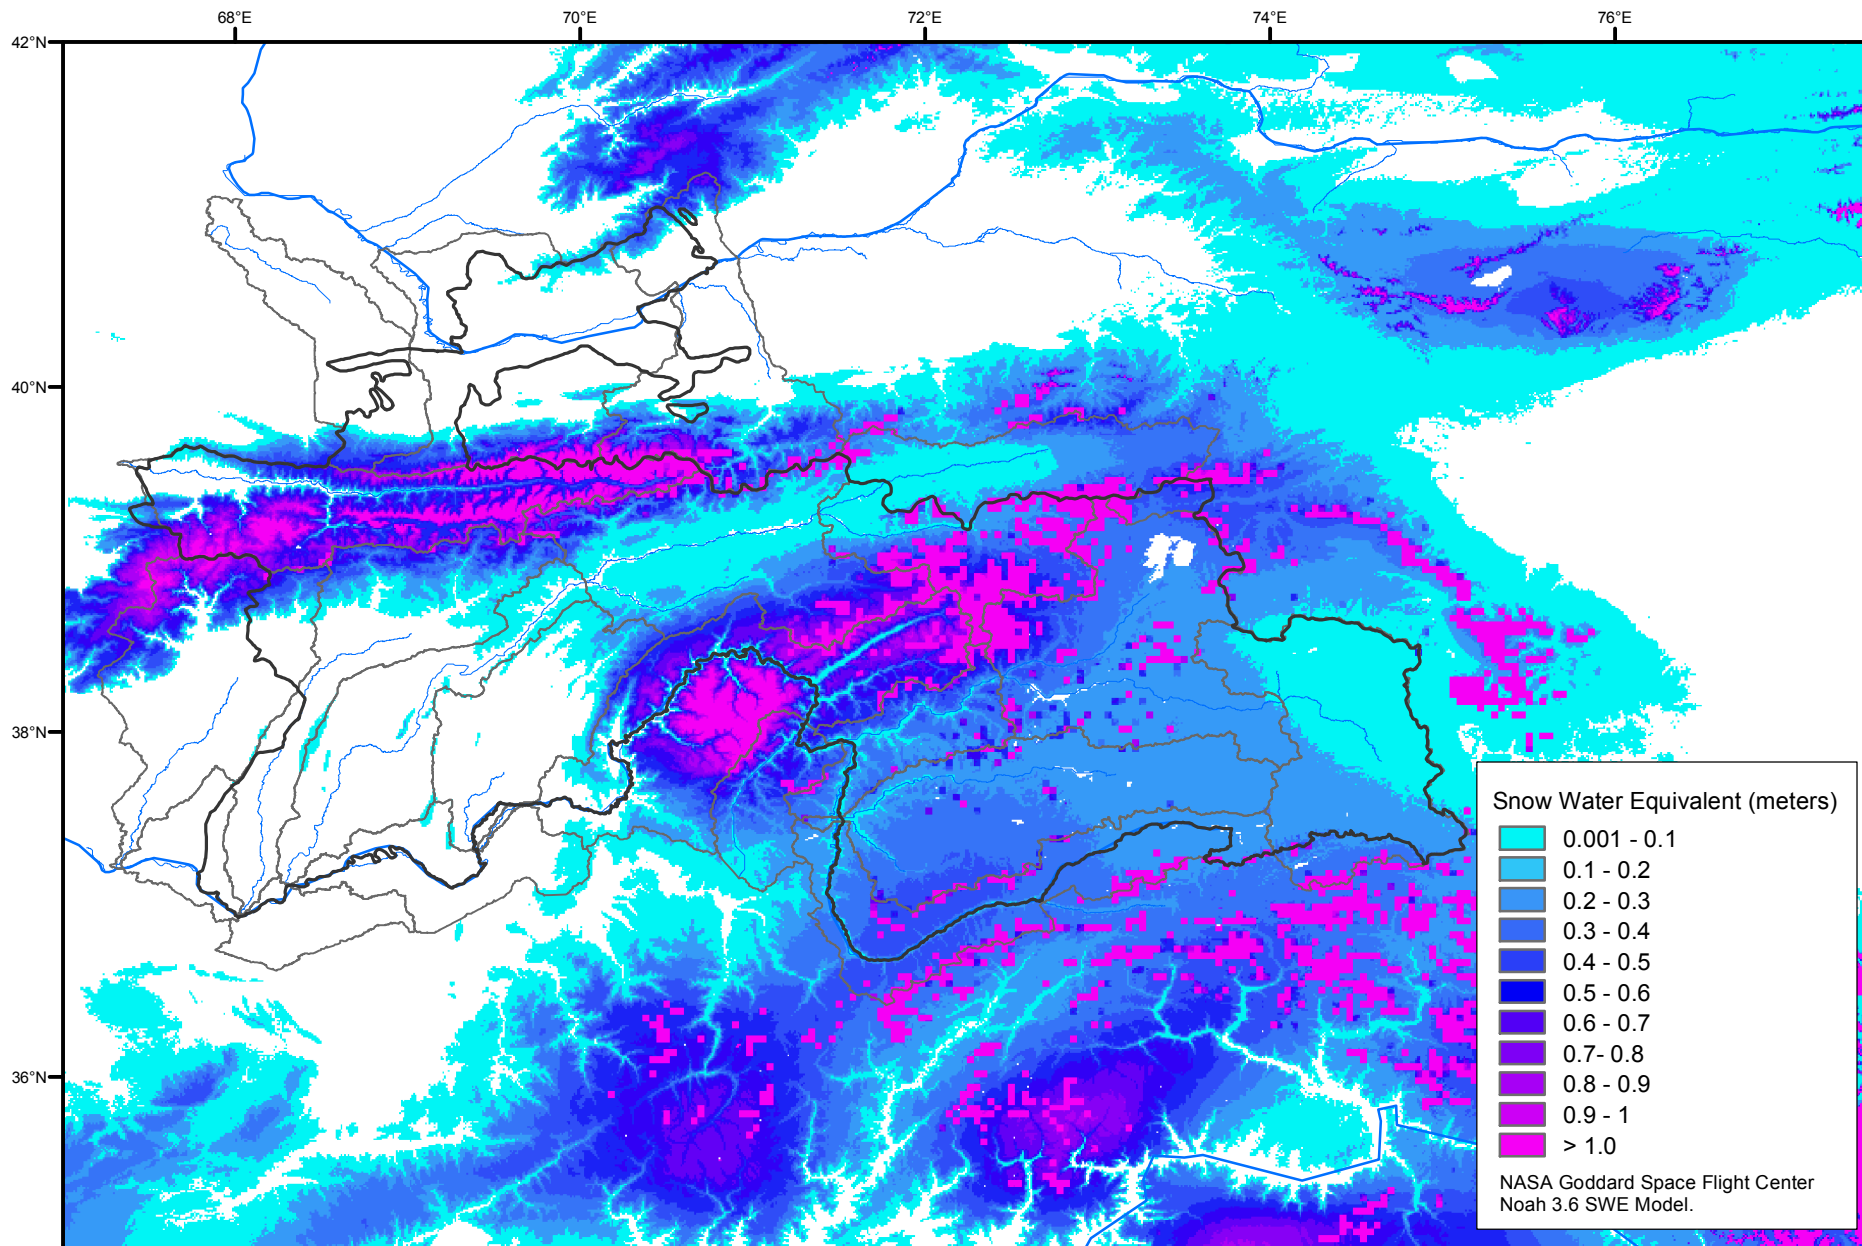 68°E
70°E
72°E
74°E
76°E
42°N
40°N
38°N
36°N
Snow Water Equivalent (meters)
0.001 - 0.1
0.1 - 0.2
0.2 - 0.3
0.3 - 0.4
0.4 - 0.5
0.5 - 0.6
0.6 - 0.7
0.7- 0.8
0.8 - 0.9
0.9 - 1
> 1.0
NASA Goddard Space Flight Center
Noah 3.6 SWE Model.